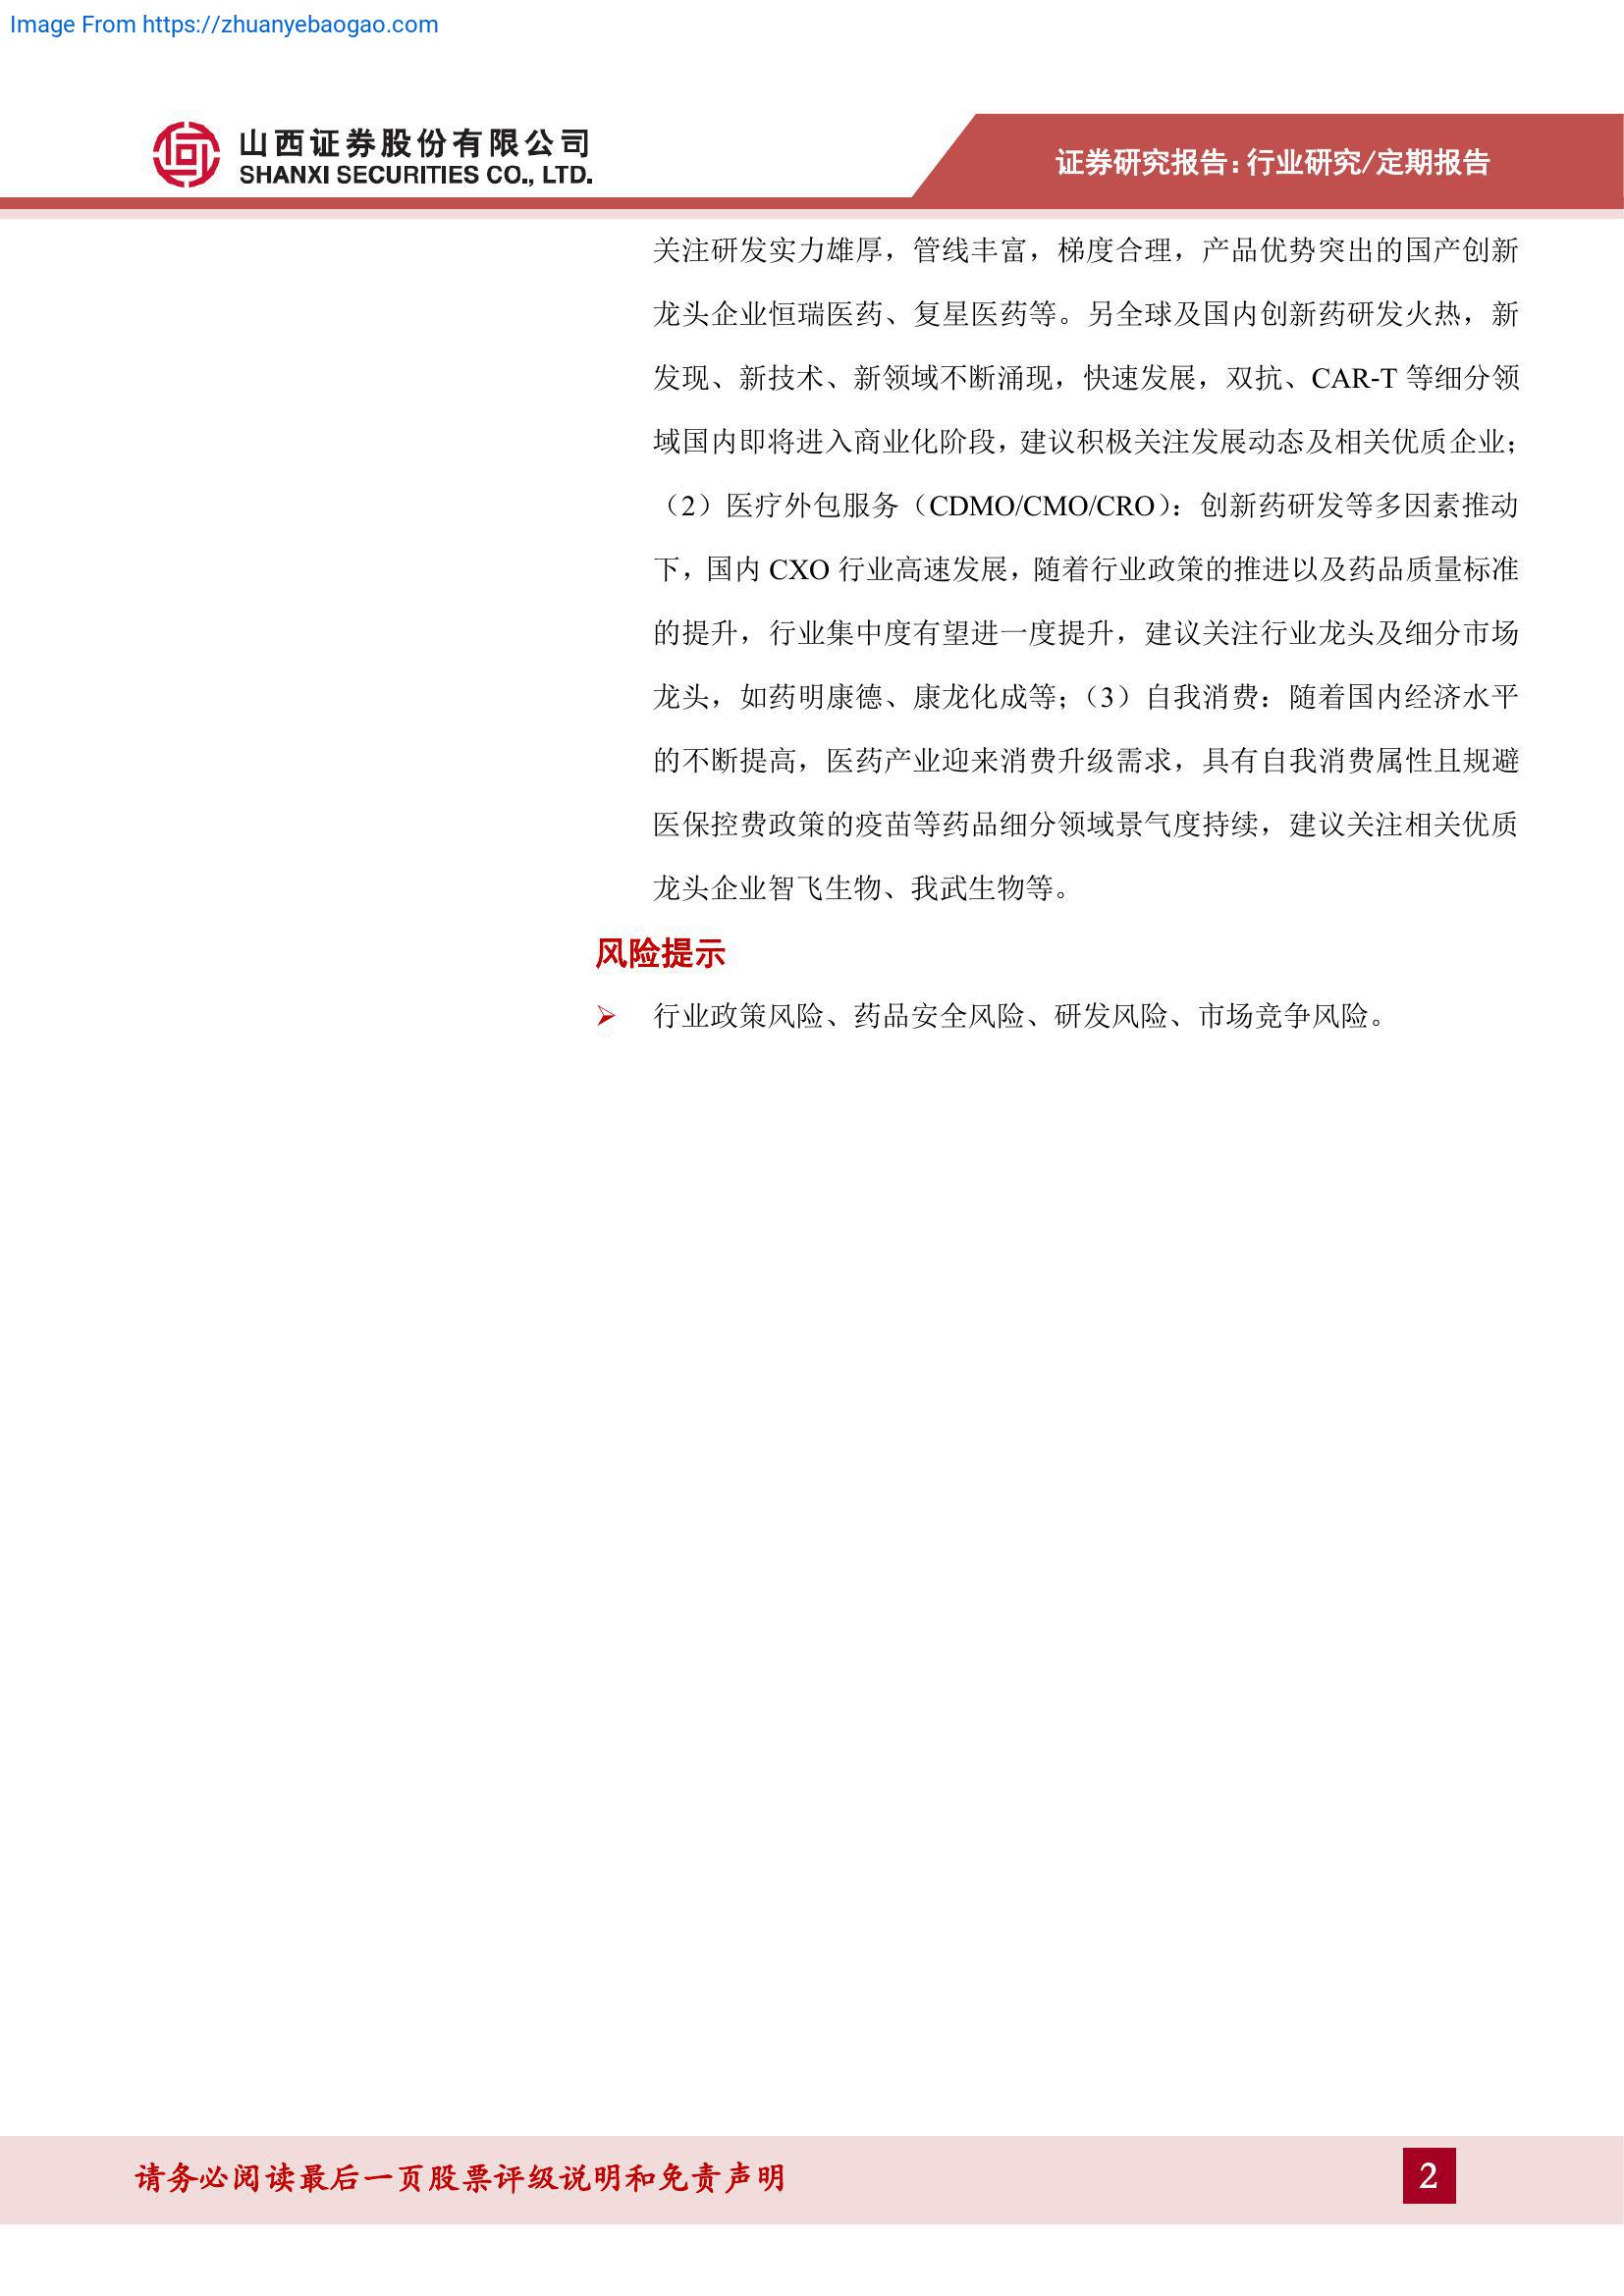 Image From https://zhuanyebaogao.com
山西证券股份有限公司
SHANXI SECURITIES CO., LTD.
证券研究报告：行业研究/定期报告
关注研发实力雄厚，管线丰富，梯度合理，产品优势突出的国产创新
龙头企业恒瑞医药、复星医药等。另全球及国内创新药研发火热，新
发现、新技术、新领域不断涌现，快速发展，双抗、CAR-T 等细分领
域国内即将进入商业化阶段，建议积极关注发展动态及相关优质企业；
（2）医疗外包服务（CDMO/CMO/CRO）：创新药研发等多因素推动
下，国内 CXO 行业高速发展，随着行业政策的推进以及药品质量标准
的提升，行业集中度有望进一度提升，建议关注行业龙头及细分市场
龙头，如药明康德、康龙化成等；（3）自我消费：随着国内经济水平
的不断提高，医药产业迎来消费升级需求，具有自我消费属性且规避
医保控费政策的疫苗等药品细分领域景气度持续，建议关注相关优质
龙头企业智飞生物、我武生物等。
风险提示
➢ 行业政策风险、药品安全风险、研发风险、市场竞争风险。
请务必阅读最后一页股票评级说明和免责声明
2